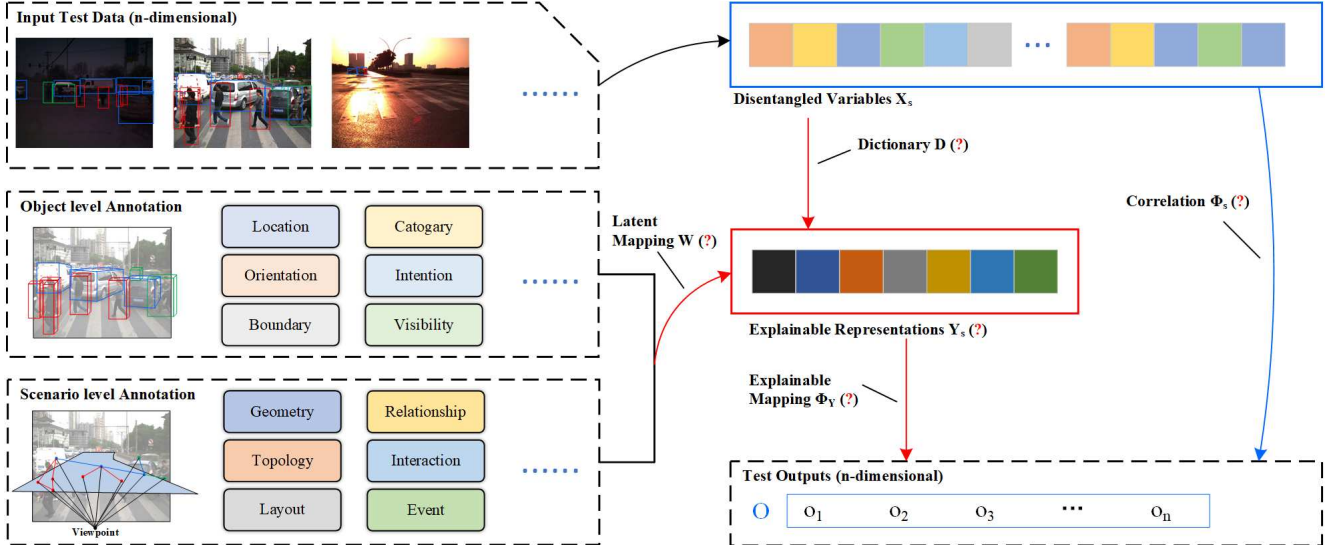 Input Test Data (n-dimensional)
......
...
Disentangled Variables Xₛ
Dictionary D (?)
Object level Annotation
Location
Catogary
Orientation
Intention
Boundary
Visibility
......
Latent
Mapping W (?)
Correlation Φₛ (?)
Explainable Representations Yₛ (?)
Scenario level Annotation
Viewpoint
Geometry
Relationship
Topology
Interaction
Layout
Event
......
Explainable
Mapping Φ_Y (?)
Test Outputs (n-dimensional)
O o₁ o₂ o₃ ... oₙ